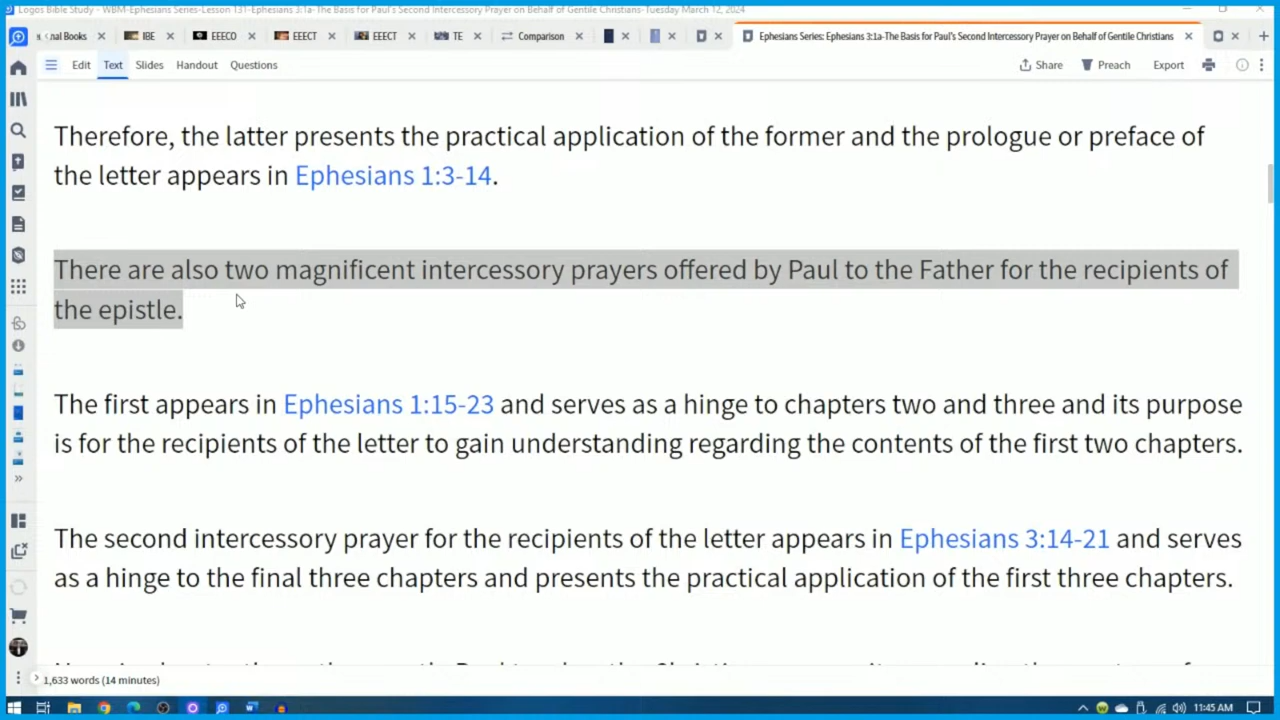 Logos Bible Study - WBM-Ephesians Series-Lesson 131-Ephesians 3:1a- The Basis for Paul's Second Intercessory Prayer on Behalf of Gentile Christians-Tuesday March 12, 2024
nal Books IBE EEECO EEECT EEECT TE Comparison Ephesians Series: Ephesians 3:1a-The Basis for Paul's Second Intercessory Prayer on Behalf of Gentile Christians
Edit Text Slides Handout Questions Share Preach Export
Therefore, the latter presents the practical application of the former and the prologue or preface of
the letter appears in Ephesians 1:3-14.
There are also two magnificent intercessory prayers offered by Paul to the Father for the recipients of
the epistle.
The first appears in Ephesians 1:15-23 and serves as a hinge to chapters two and three and its purpose
is for the recipients of the letter to gain understanding regarding the contents of the first two chapters.
The second intercessory prayer for the recipients of the letter appears in Ephesians 3:14-21 and serves
as a hinge to the final three chapters and presents the practical application of the first three chapters.
1,633 words (14 minutes)
11:45 AM